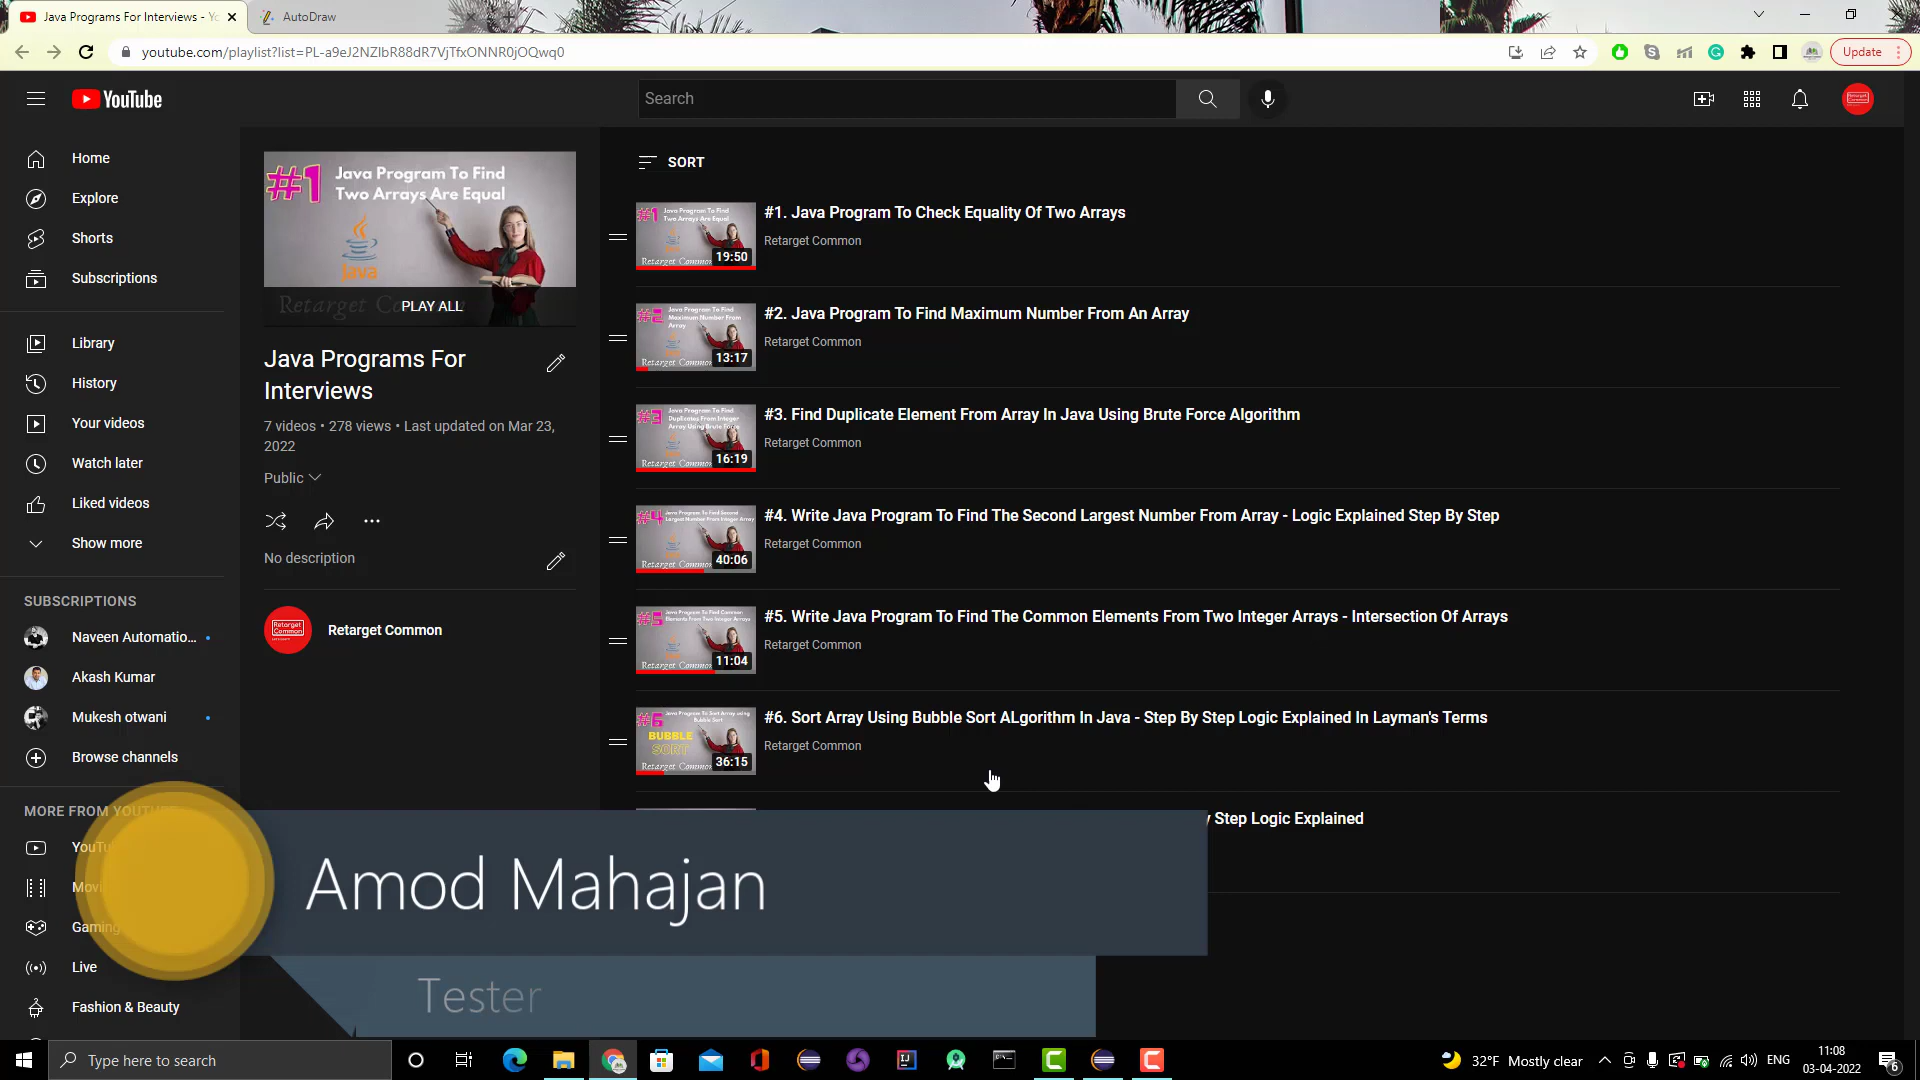 Java Programs For Interviews - Yo
AutoDraw
youtube.com/playlist?list=PL-a9eJ2NZIbR88dR7VjTfxONNR0jOQwq0
Update
YouTube
Search
Home
Explore
Shorts
Subscriptions
Library
History
Your videos
Watch later
Liked videos
Show more
SUBSCRIPTIONS
Naveen Automatio...
Akash Kumar
Mukesh otwani
Browse channels
MORE FROM YOUTUBE
Gaming
Live
Fashion & Beauty
#1 Java Program To Find
Two Arrays Are Equal
Java
PLAY ALL
Java Programs For
Interviews
7 videos • 278 views • Last updated on Mar 23,
2022
Public
No description
Retarget Common
SORT
#1. Java Program To Check Equality Of Two Arrays
Retarget Common
19:50
#2. Java Program To Find Maximum Number From An Array
Retarget Common
13:17
#3. Find Duplicate Element From Array In Java Using Brute Force Algorithm
Retarget Common
16:19
#4. Write Java Program To Find The Second Largest Number From Array - Logic Explained Step By Step
Retarget Common
40:06
#5. Write Java Program To Find The Common Elements From Two Integer Arrays - Intersection Of Arrays
Retarget Common
11:04
#6. Sort Array Using Bubble Sort ALgorithm In Java - Step By Step Logic Explained In Layman's Terms
Retarget Common
BUBBLE
SORT
36:15
Step Logic Explained
Amod Mahajan
Tester
Type here to search
32°F Mostly clear
ENG
11:08
03-04-2022
6